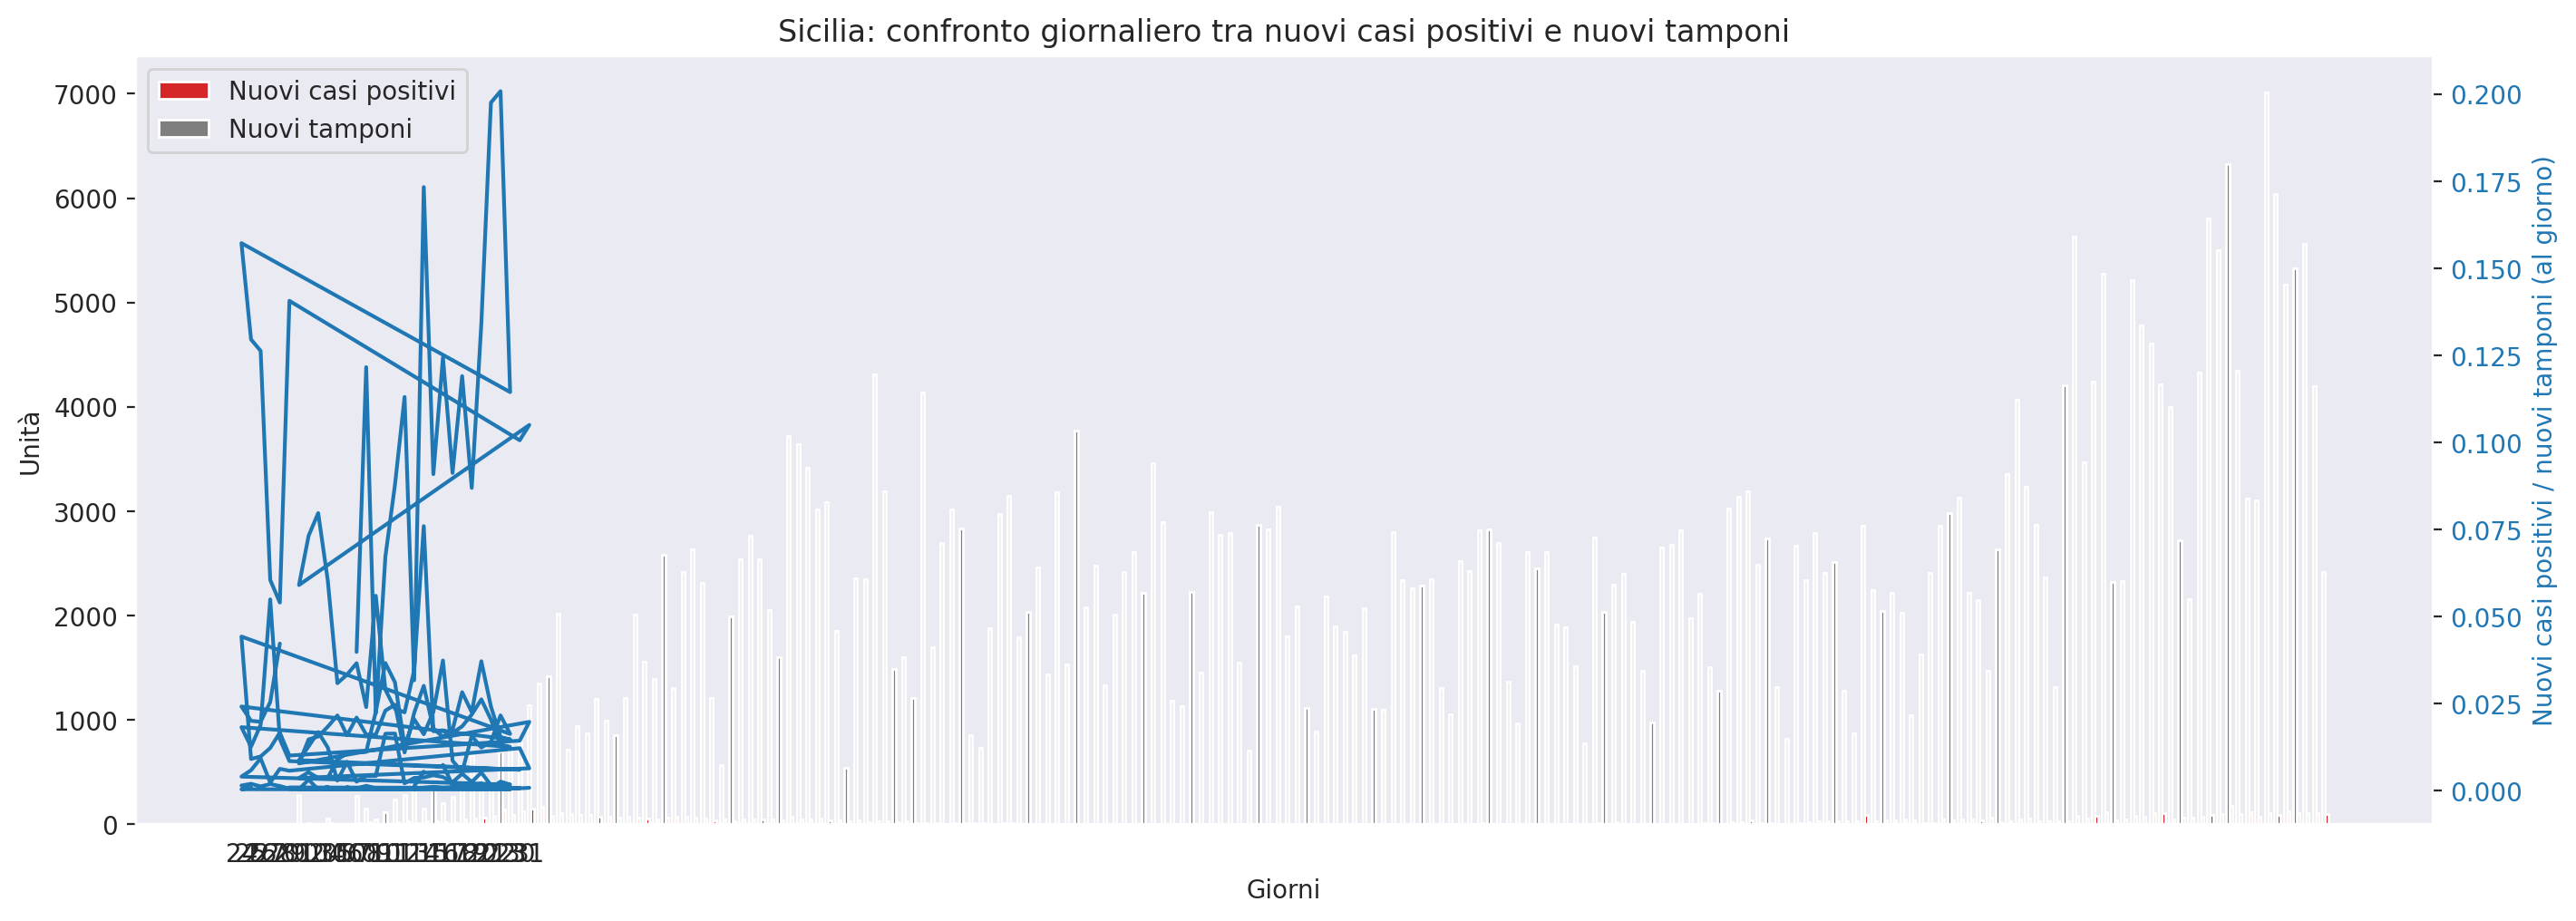 Sicilia: confronto giornaliero tra nuovi casi positivi e nuovi tamponi
Nuovi casi positivi
Nuovi tamponi
7000
6000
5000
4000
3000
2000
1000
0
Unità
0.200
0.175
0.150
0.125
0.100
0.075
0.050
0.025
0.000
Nuovi casi positivi / nuovi tamponi (al giorno)
Giorni